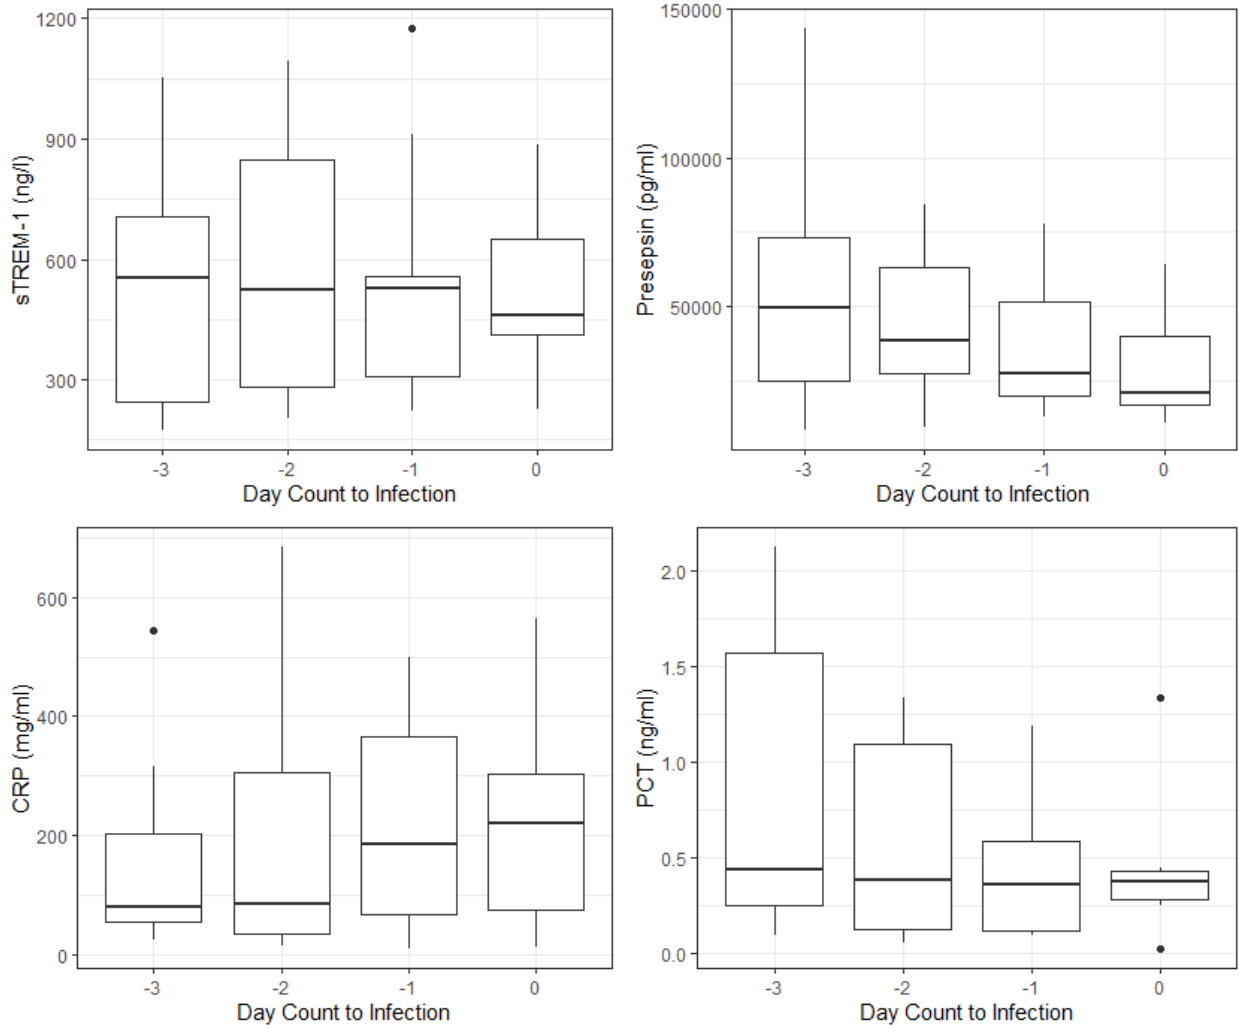 sTREM-1 (ng/l)
1200
900
600
300
-3 -2 -1 0
Day Count to Infection
Presepsin (pg/ml)
150000
100000
50000
-3 -2 -1 0
Day Count to Infection
CRP (mg/ml)
600
400
200
0
-3 -2 -1 0
Day Count to Infection
PCT (ng/ml)
2.0
1.5
1.0
0.5
0.0
-3 -2 -1 0
Day Count to Infection